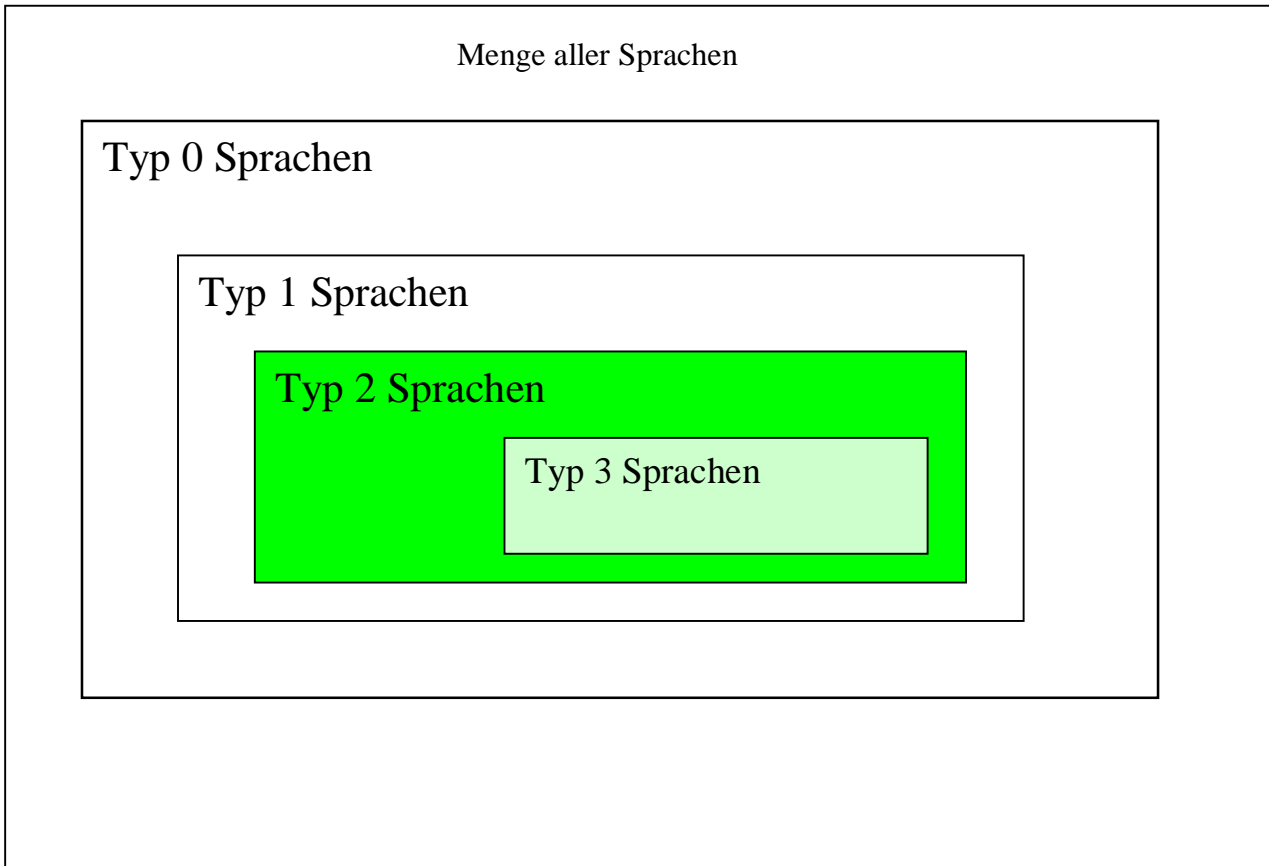 Menge aller Sprachen
Typ 0 Sprachen
Typ 1 Sprachen
Typ 2 Sprachen
Typ 3 Sprachen